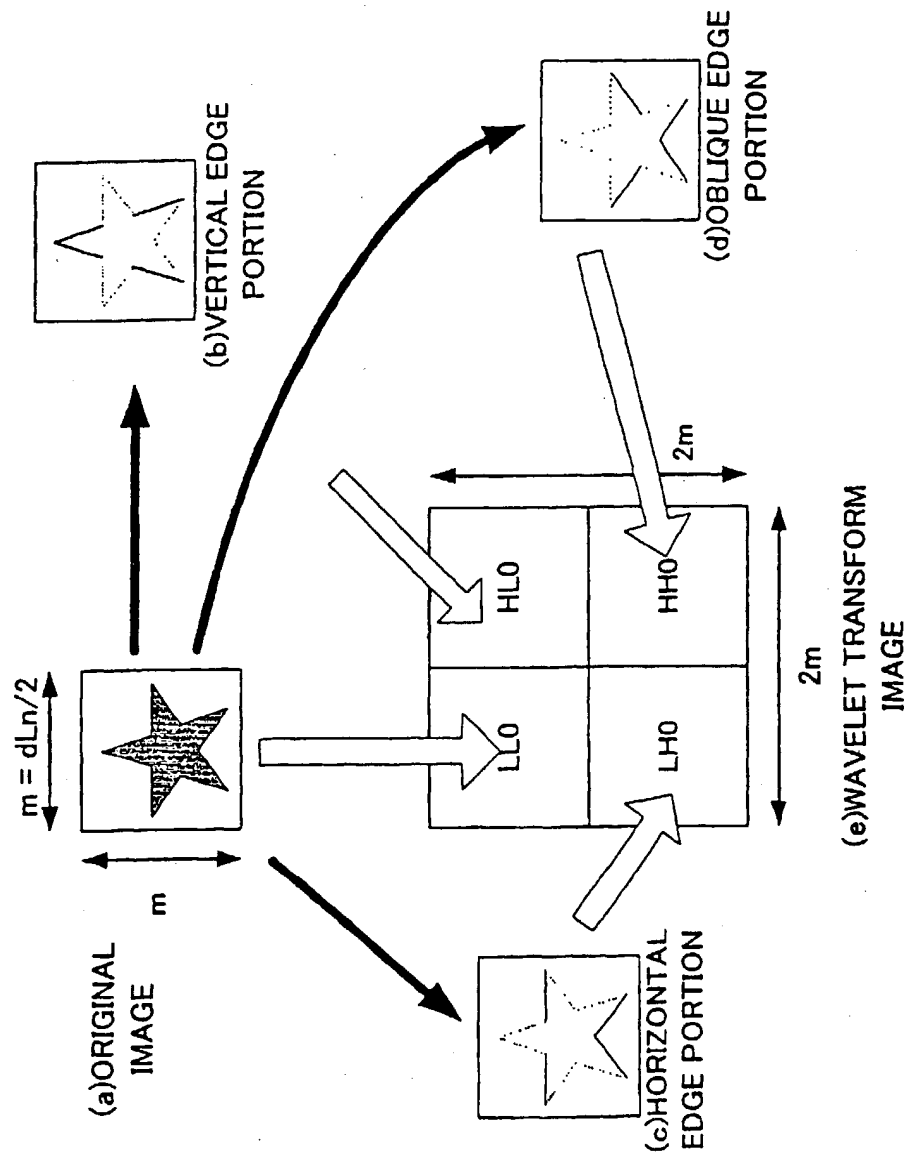 (a)ORIGINAL
IMAGE
m = dLn/2
m
(b)VERTICAL EDGE
PORTION
(c)HORIZONTAL
EDGE PORTION
(d)OBLIQUE EDGE
PORTION
LL0
HL0
LH0
HH0
2m
2m
(e)WAVELET TRANSFORM
IMAGE